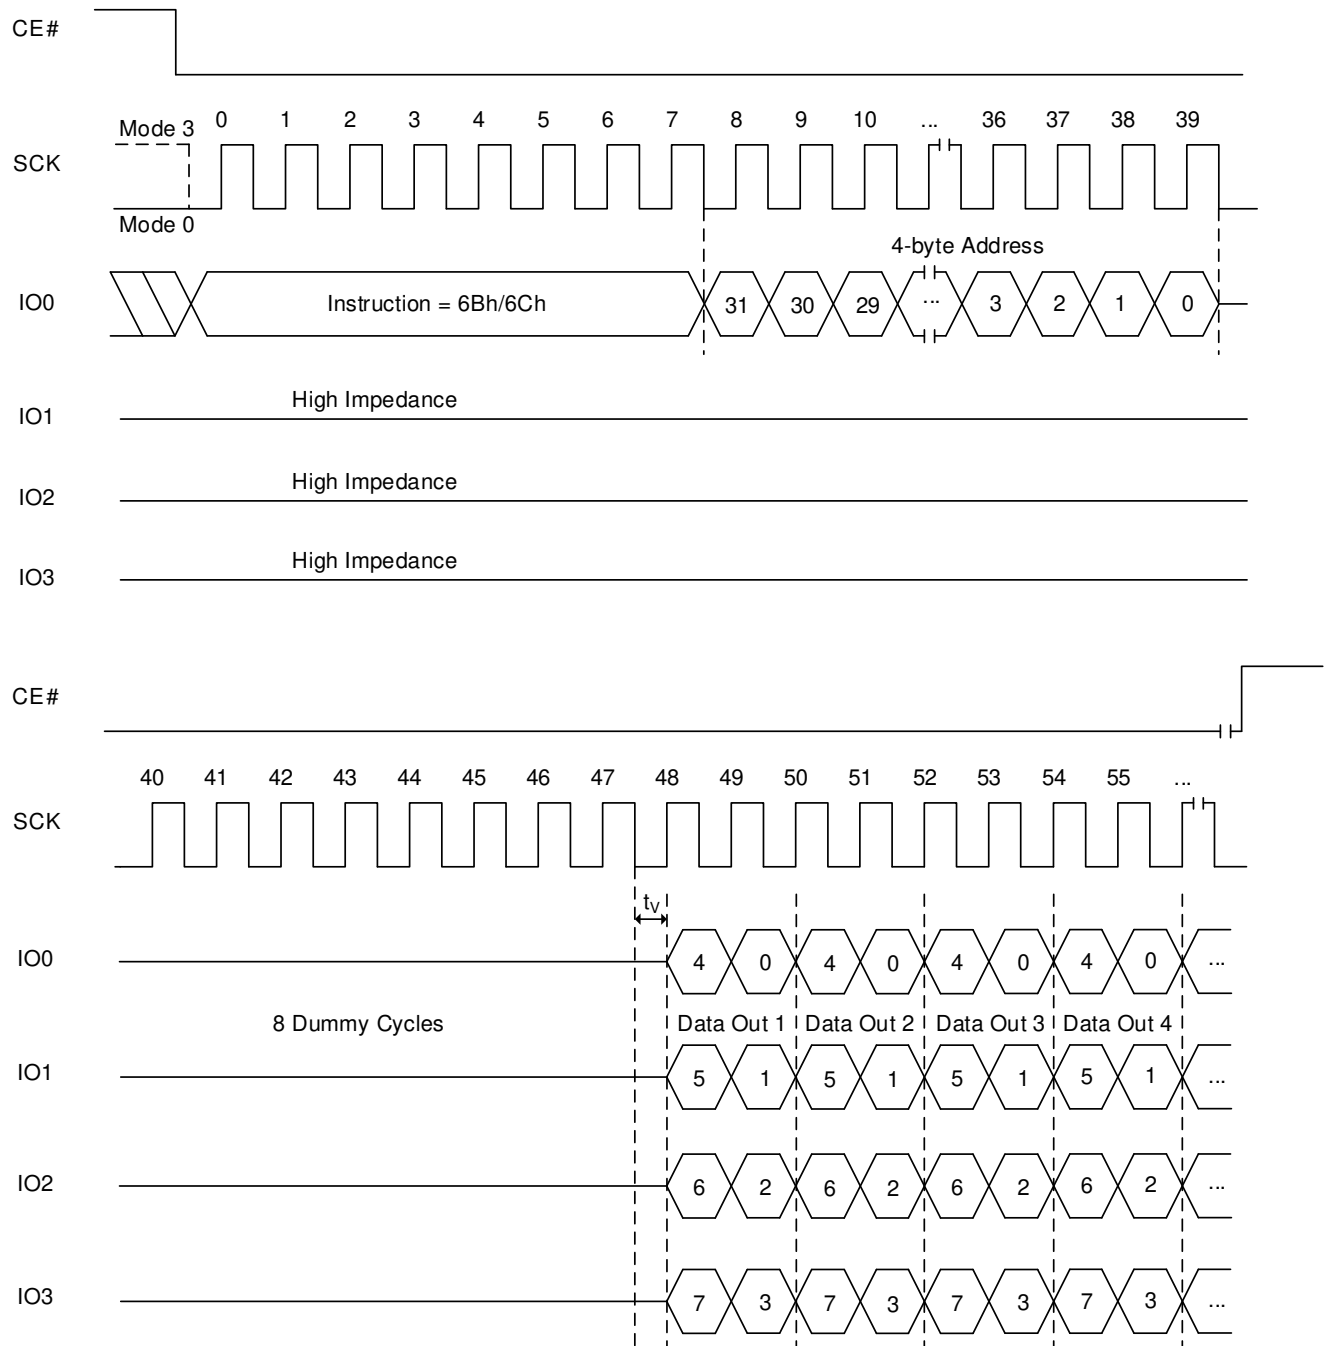 CE#
Mode 3 0 1 2 3 4 5 6 7 8 9 10 ... 36 37 38 39
SCK
Mode 0
4-byte Address
IO0 Instruction = 6Bh/6Ch 31 30 29 ... 3 2 1 0
High Impedance
IO1
High Impedance
IO2
High Impedance
IO3
CE#
40 41 42 43 44 45 46 47 48 49 50 51 52 53 54 55 ...
SCK
tV
IO0 4 0 4 0 4 0 4 0 ...
8 Dummy Cycles Data Out 1 Data Out 2 Data Out 3 Data Out 4
IO1 5 1 5 1 5 1 5 1 ...
IO2 6 2 6 2 6 2 6 2 ...
IO3 7 3 7 3 7 3 7 3 ...